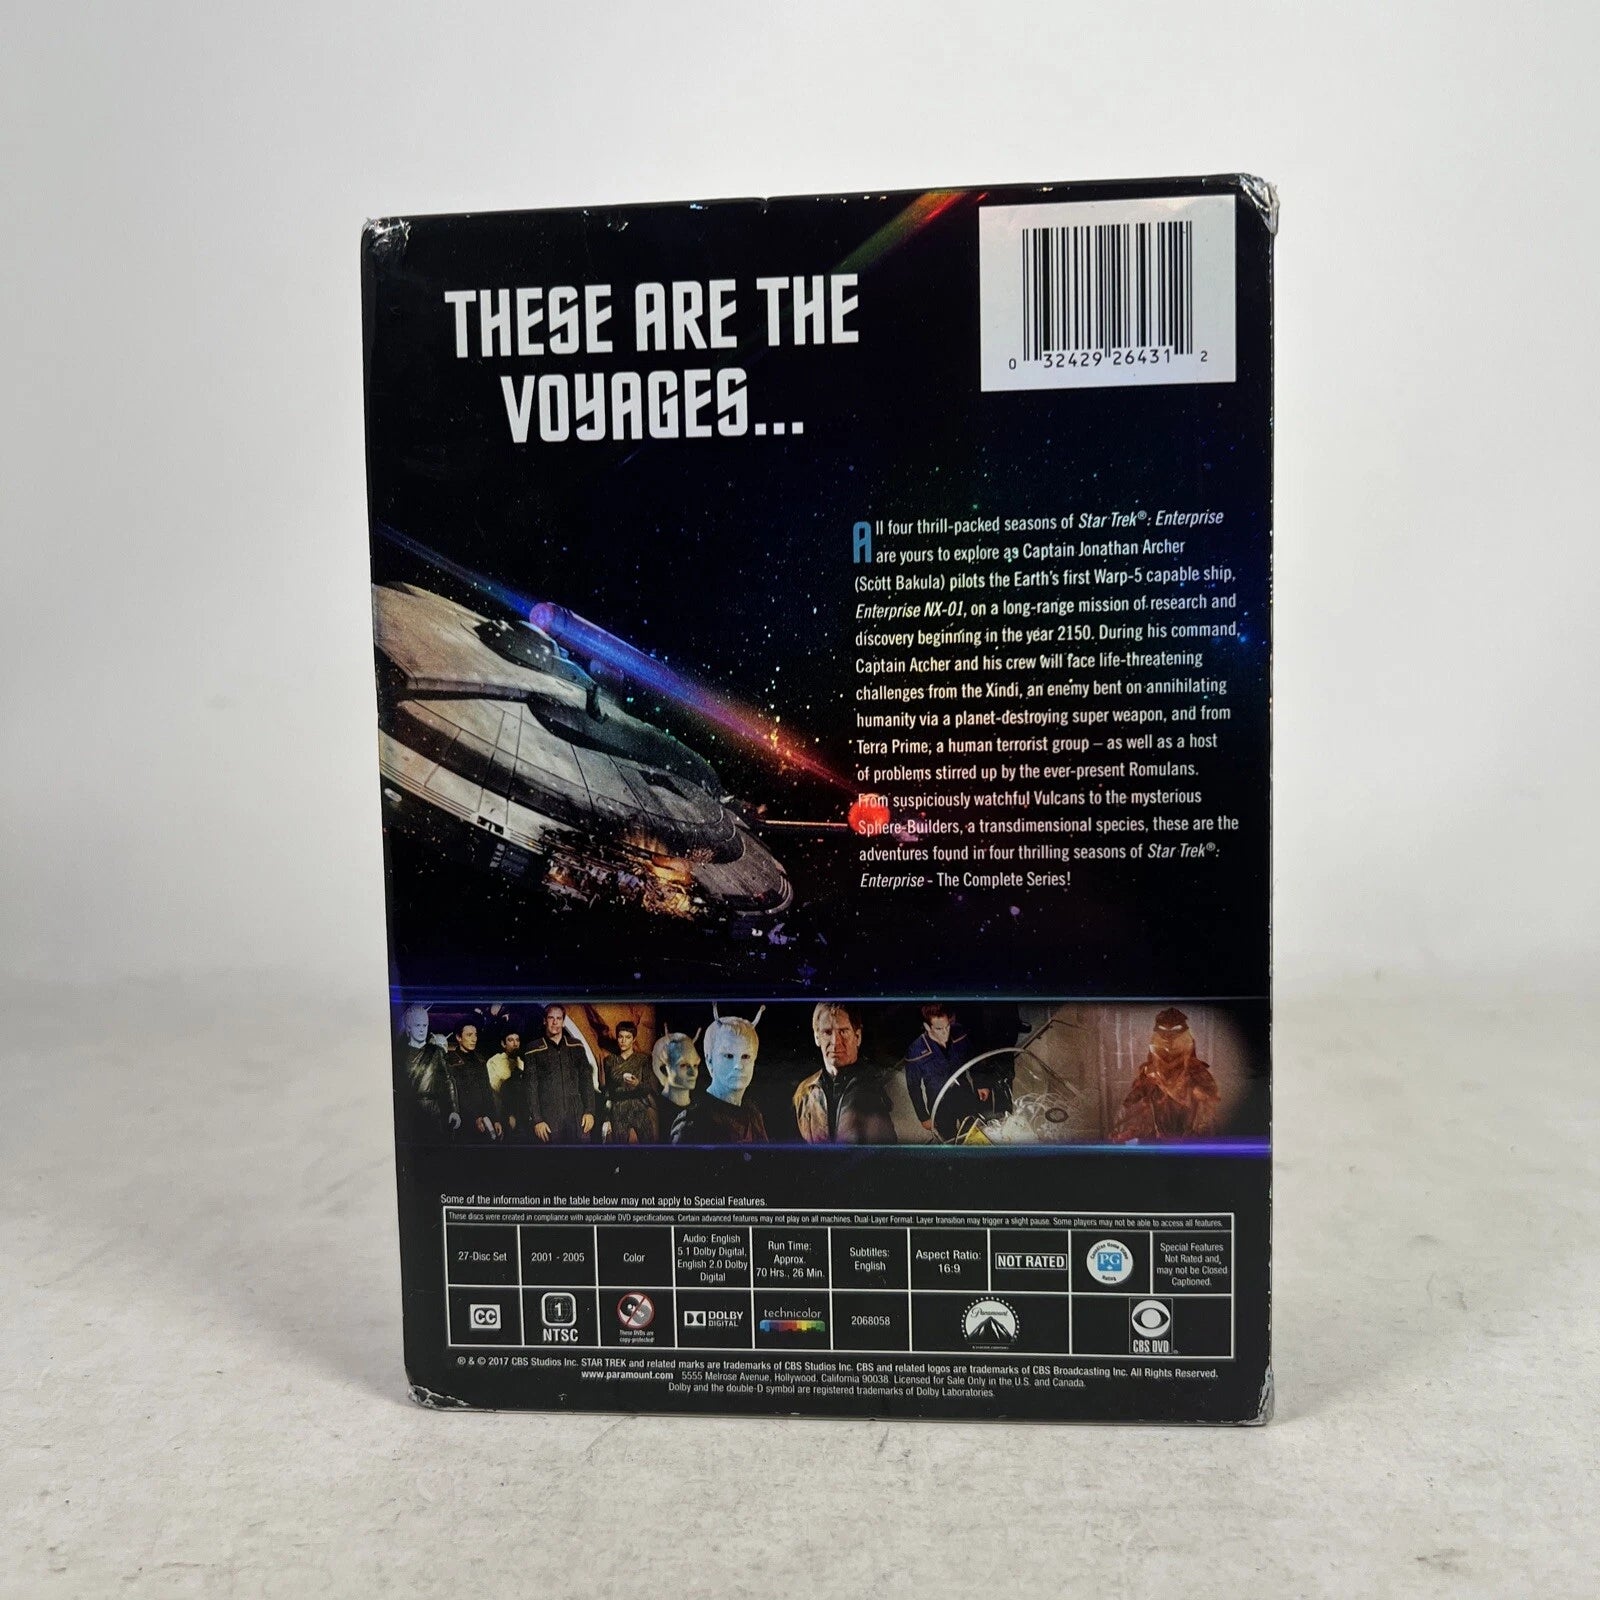 THESE ARE THE
VOYAGES...
0 32429 26431 2
All four thrill-packed seasons of Star Trek®: Enterprise
are yours to explore as Captain Jonathan Archer
(Scott Bakula) pilots the Earth's first Warp-5 capable ship,
Enterprise NX-01, on a long-range mission of research and
discovery beginning in the year 2150. During his command,
Captain Archer and his crew will face life-threatening
challenges from the Xindi, an enemy bent on annihilating
humanity via a planet-destroying super weapon, and from
Terra Prime, a human terrorist group – as well as a host
of problems stirred up by the ever-present Romulans.
From suspiciously watchful Vulcans to the mysterious
Sphere-Builders, a transdimensional species, these are the
adventures found in four thrilling seasons of Star Trek®:
Enterprise - The Complete Series!
Some of the information in the table below may not apply to Special Features.
These discs were created in compliance with applicable DVD specifications. Certain advanced features may not play on all machines. Dual-Layer Format. Layer transition may trigger a slight pause. Some players may not be able to access all features.
27-Disc Set
2001 - 2005
Color
Audio: English
5.1 Dolby Digital,
English 2.0 Dolby
Digital
Run Time:
Approx.
70 Hrs., 26 Min.
Subtitles:
English
Aspect Ratio:
16:9
NOT RATED
PG
Special Features
Not Rated and,
may not be Closed
Captioned.
CC
1
NTSC
These DVDs are
copy-protected!
DOLBY
DIGITAL
technicolor
2068058
Paramount
CBS DVD
® & © 2017 CBS Studios Inc. STAR TREK and related marks are trademarks of CBS Studios Inc. CBS and related logos are trademarks of CBS Broadcasting Inc. All Rights Reserved.
www.paramount.com 5555 Melrose Avenue, Hollywood, California 90038. Licensed for Sale Only in the U.S. and Canada.
Dolby and the double-D symbol are registered trademarks of Dolby Laboratories.